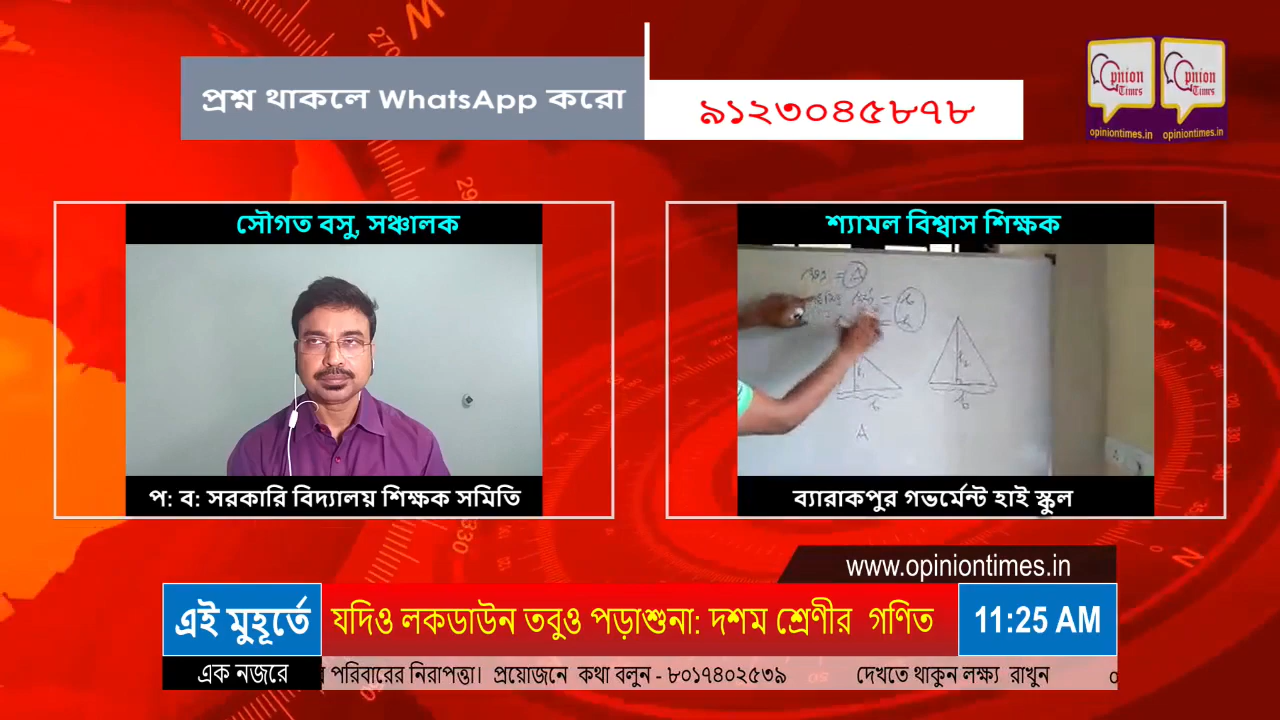 প্রশ্ন থাকলে WhatsApp করো
৯১২৩০৪৫৮৭৮
Opnion Times
opiniontimes.in
Opnion Times
opiniontimes.in
সৌগত বসু, সঞ্চালক
প: ব: সরকারি বিদ্যালয় শিক্ষক সমিতি
শ্যামল বিশ্বাস শিক্ষক
= A
=
b
A
ব্যারাকপুর গভর্মেন্ট হাই স্কুল
www.opiniontimes.in
এই মুহূর্তে
যদিও লকডাউন তবুও পড়াশুনা: দশম শ্রেণীর গণিত
11:25 AM
এক নজরে
পরিবারের নিরাপত্তা। প্রয়োজনে কথা বলুন - ৮০১৭৪০২৫৩৯ দেখতে থাকুন লক্ষ্য রাখুন